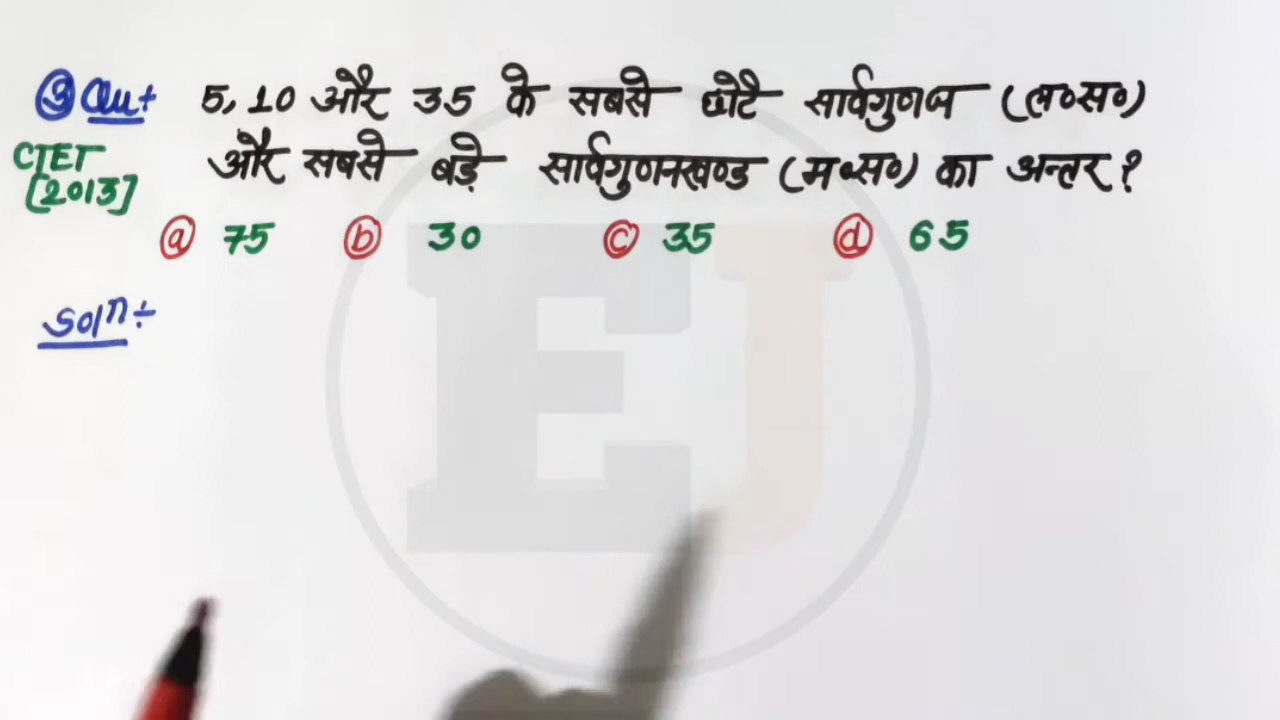 ③ Qu÷ 5, 10 और 35 के सबसे छोटे सार्वगुणज (ल०स०)
CTET [2013] और सबसे बड़े सार्वगुणनखण्ड (म०स०) का अन्तर ?
ⓐ 75 ⓑ 30 ⓒ 35 ⓓ 65
Solⁿ÷
EJ